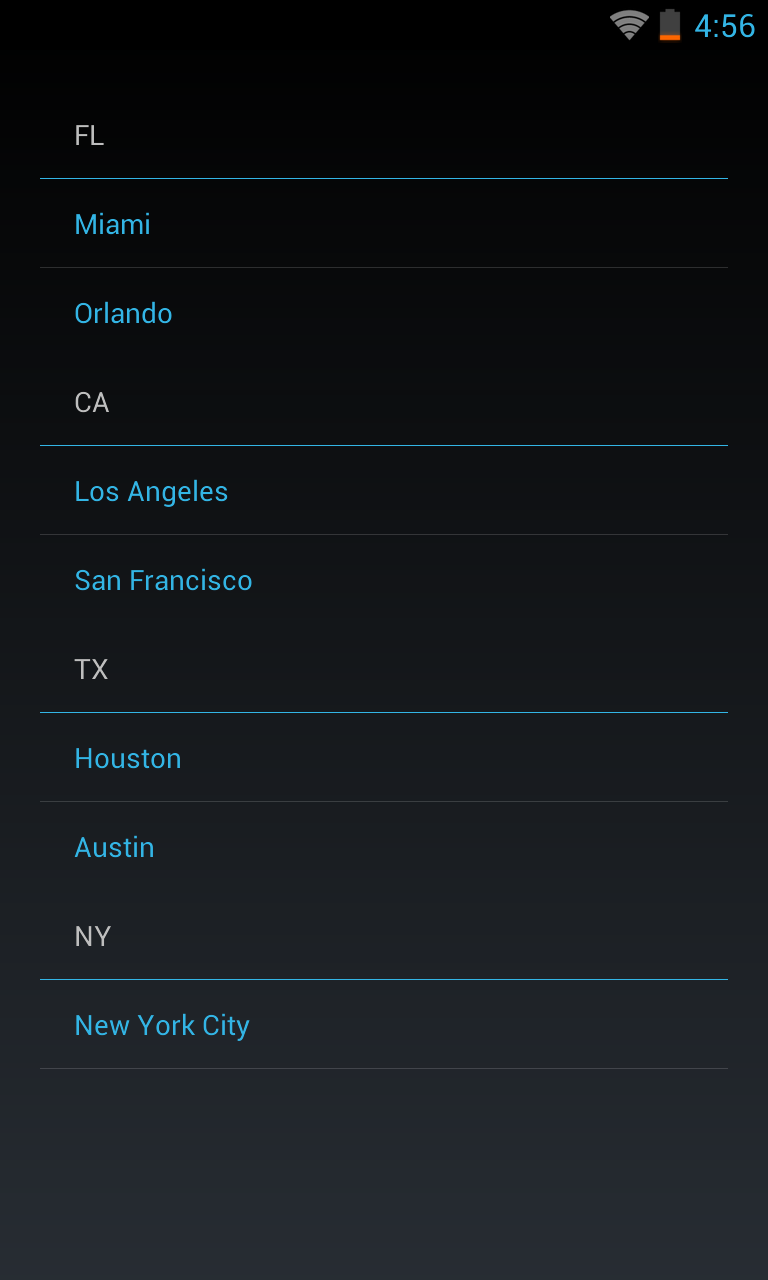 4:56
FL
Miami
Orlando
CA
Los Angeles
San Francisco
TX
Houston
Austin
NY
New York City